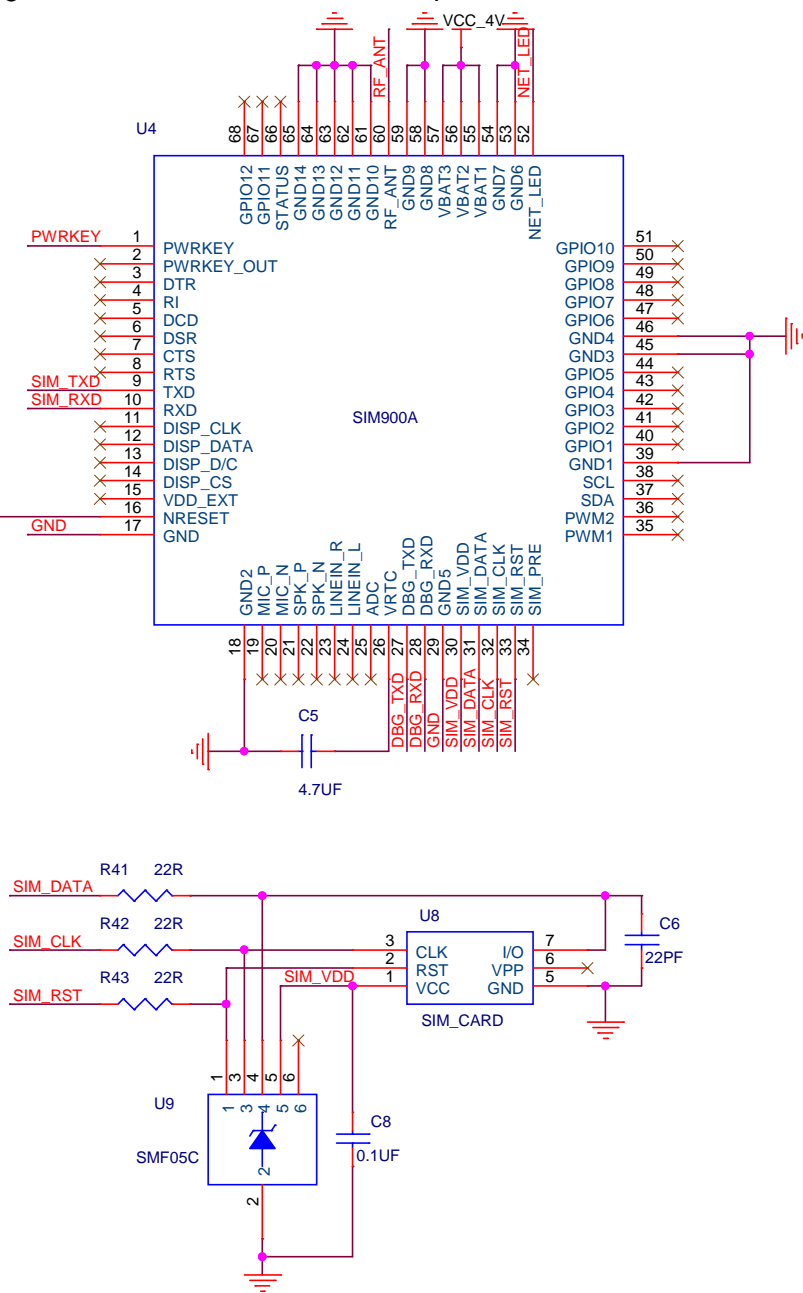 VCC_4V
RF_ANT
NET_LED
U4
68
67
66
65
64
63
62
61
60
59
58
57
56
55
54
53
52
GPIO12
GPIO11
STATUS
GND14
GND13
GND12
GND11
GND10
RF_ANT
GND9
GND8
VBAT3
VBAT2
VBAT1
GND7
GND6
NET_LED
PWRKEY 1 PWRKEY
2 PWRKEY_OUT
3 DTR
4 RI
5 DCD
6 DSR
7 CTS
8 RTS
SIM_TXD 9 TXD
SIM_RXD 10 RXD
11 DISP_CLK
12 DISP_DATA
13 DISP_D/C
14 DISP_CS
15 VDD_EXT
16 NRESET
GND 17 GND
SIM900A
GPIO10 51
GPIO9 50
GPIO8 49
GPIO7 48
GPIO6 47
GND4 46
GND3 45
GPIO5 44
GPIO4 43
GPIO3 42
GPIO2 41
GPIO1 40
GND1 39
SCL 38
SDA 37
PWM2 36
PWM1 35
GND2
MIC_P
MIC_N
SPK_P
SPK_N
LINEIN_R
LINEIN_L
ADC
VRTC
DBG_TXD
DBG_RXD
GND5
SIM_VDD
SIM_DATA
SIM_CLK
SIM_RST
SIM_PRE
18
19
20
21
22
23
24
25
26
27
28
29
30
31
32
33
34
DBG_TXD
DBG_RXD
GND
SIM_VDD
SIM_DATA
SIM_CLK
SIM_RST
C5
4.7UF
R41 22R
SIM_DATA
R42 22R
SIM_CLK
R43 22R
SIM_RST
SIM_VDD
U8
3 CLK I/O 7
2 RST VPP 6
1 VCC GND 5
SIM_CARD
C6
22PF
1
3
4
5
6
U9
1
3
4
5
6
SMF05C
2
2
C8
0.1UF